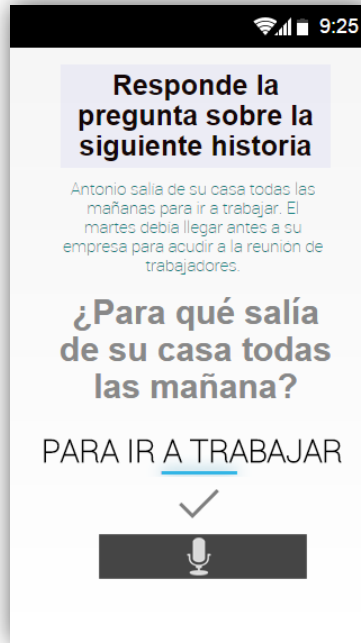 9:25
Responde la
pregunta sobre la
siguiente historia
Antonio salía de su casa todas las
mañanas para ir a trabajar. El
martes debía llegar antes a su
empresa para acudir a la reunión de
trabajadores.
¿Para qué salía
de su casa todas
las mañana?
PARA IR A TRABAJAR